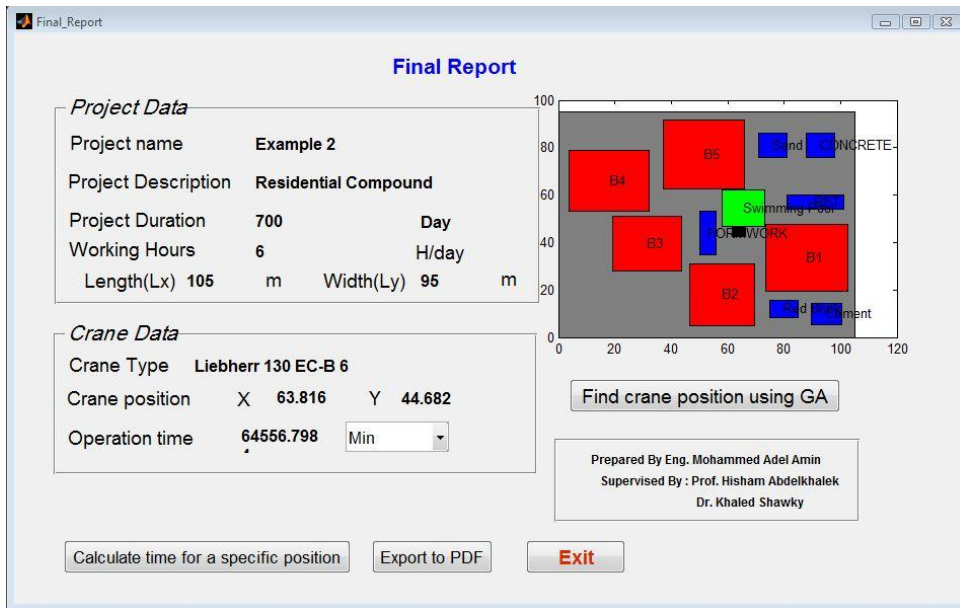 Final_Report
Final Report
Project Data
Project name Example 2
Project Description Residential Compound
Project Duration 700 Day
Working Hours 6 H/day
Length(Lx) 105 m Width(Ly) 95 m
Crane Data
Crane Type Liebherr 130 EC-B 6
Crane position X 63.816 Y 44.682
Operation time 64556.798 Min
100
80
60
40
20
0
0 20 40 60 80 100 120
B5
Sand CONCRETE
B4
Swimming Pool
FORMWORK
B3
B1
B2
Red Brick
Cement
Find crane position using GA
Prepared By Eng. Mohammed Adel Amin
Supervised By : Prof. Hisham Abdelkhalek
Dr. Khaled Shawky
Calculate time for a specific position Export to PDF Exit